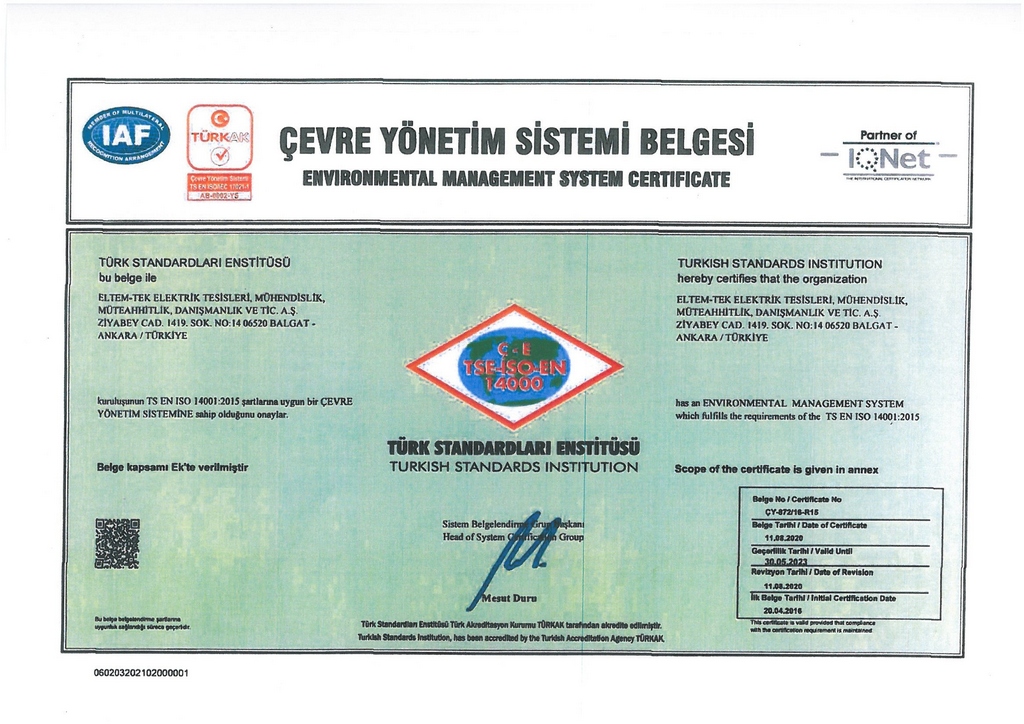 MEMBER OF MULTILATERAL
IAF
RECOGNITION ARRANGEMENT
TÜRKAK
Çevre Yönetim Sistemi
TS EN ISO/IEC 17021-1
AB-0002-YS
ÇEVRE YÖNETİM SİSTEMİ BELGESİ
ENVIRONMENTAL MANAGEMENT SYSTEM CERTIFICATE
Partner of
IQNet
THE INTERNATIONAL CERTIFICATION NETWORK
TÜRK STANDARDLARI ENSTİTÜSÜ
bu belge ile
ELTEM-TEK ELEKTRİK TESİSLERİ, MÜHENDİSLİK,
MÜTEAHHİTLİK, DANIŞMANLIK VE TİC. A.Ş.
ZİYABEY CAD. 1419. SOK. NO:14 06520 BALGAT -
ANKARA / TÜRKİYE
kuruluşunun TS EN ISO 14001:2015 şartlarına uygun bir ÇEVRE
YÖNETİM SİSTEMİNE sahip olduğunu onaylar.
Belge kapsamı Ek'te verilmiştir
Bu belge belgelendirme şartlarına
uygunluk sağlandığı sürece geçerlidir.
TSE-ISO-EN
14000
TÜRK STANDARDLARI ENSTİTÜSÜ
TURKISH STANDARDS INSTITUTION
Sistem Belgelendirme Grup Başkanı
Head of System Certification Group
Mesut Duru
Türk Standardları Enstitüsü Türk Akreditasyon Kurumu TÜRKAK tarafından akredite edilmiştir.
Turkish Standards Institution, has been accredited by the Turkish Accreditation Agency TÜRKAK.
TURKISH STANDARDS INSTITUTION
hereby certifies that the organization
ELTEM-TEK ELEKTRİK TESİSLERİ, MÜHENDİSLİK,
MÜTEAHHİTLİK, DANIŞMANLIK VE TİC. A.Ş.
ZİYABEY CAD. 1419. SOK. NO:14 06520 BALGAT -
ANKARA / TÜRKİYE
has an ENVIRONMENTAL MANAGEMENT SYSTEM
which fulfills the requirements of the TS EN ISO 14001:2015
Scope of the certificate is given in annex
Belge No / Certificate No
ÇY-872/16-R15
Belge Tarihi / Date of Certificate
11.08.2020
Geçerlilik Tarihi / Valid Until
30.05.2023
Revizyon Tarihi / Date of Revision
11.08.2020
İlk Belge Tarihi / Initial Certification Date
20.04.2016
This certificate is valid provided that compliance
with the certification requirement is maintained
060203202102000001